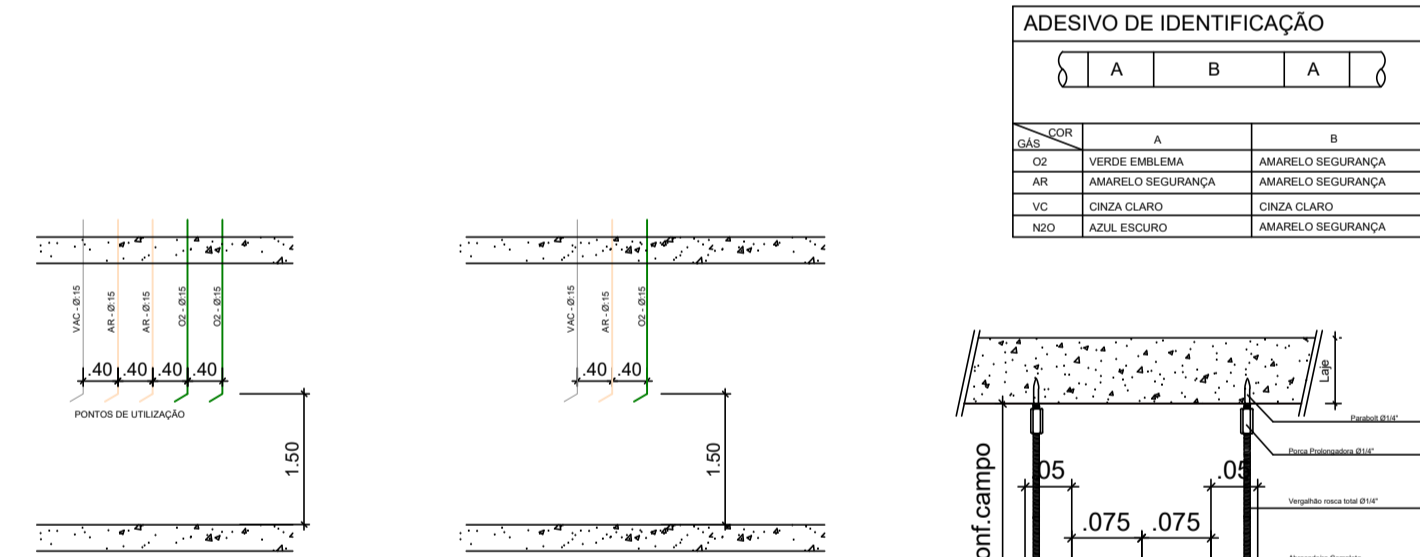 ADESIVO DE IDENTIFICAÇÃO
A B A
COR
GÁS A B
O2 VERDE EMBLEMA AMARELO SEGURANÇA
AR AMARELO SEGURANÇA AMARELO SEGURANÇA
VC CINZA CLARO CINZA CLARO
N2O AZUL ESCURO AMARELO SEGURANÇA
VAC - Ø:15
AR - Ø:15
AR - Ø:15
O2 - Ø:15
O2 - Ø:15
.40 .40 .40 .40
PONTOS DE UTILIZAÇÃO
1.50
VAC - Ø:15
AR - Ø:15
O2 - Ø:15
.40 .40
1.50
Laje
Parabolt Ø1/4"
Porca Prolongadora Ø1/4"
.05 .05
Vergalhão rosca total Ø1/4"
.075 .075
onf.campo